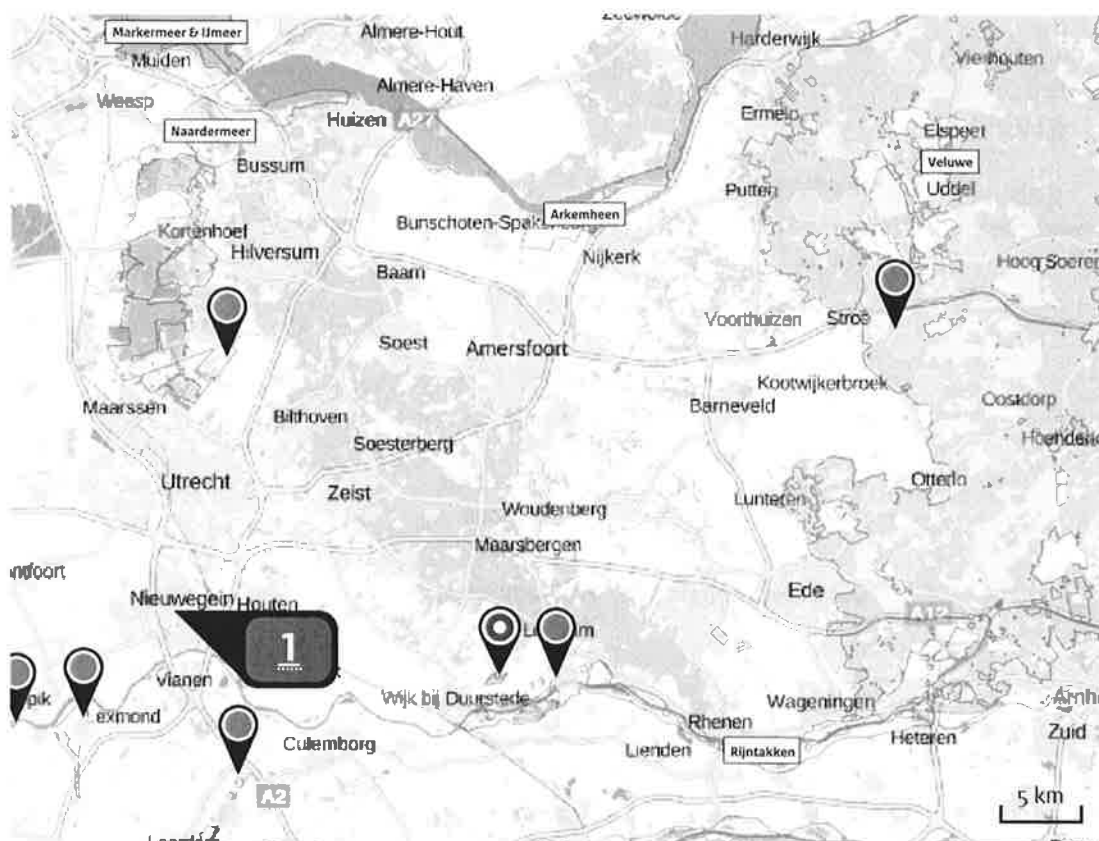 Markermeer & IJmeer
Almere-Hout
Harderwijk
Vierhouten
Muiden
Almere-Haven
Weesp
Huizen
A27
Ermelo
Elspeet
Naardermeer
Bussum
Veluwe
Putten
Uddel
Arkemheen
Kortenhoef
Hilversum
Nijkerk
Hoog Soeren
Baarn
Voorthuizen
Stroe
Soest
Amersfoort
Kootwijkerbroek
Maarssen
Bilthoven
Barneveld
Oostdorp
Soesterberg
Utrecht
Zeist
Lunteren
Otterlo
Woudenberg
Maarsbergen
Nieuwegein
Houten
Ede
A12
1
Vianen
Wijk bij Duurstede
Wageningen
pik
exmond
Rhenen
Culemborg
Lienden
Rijntakken
Heteren
Zuid
A2
5 km